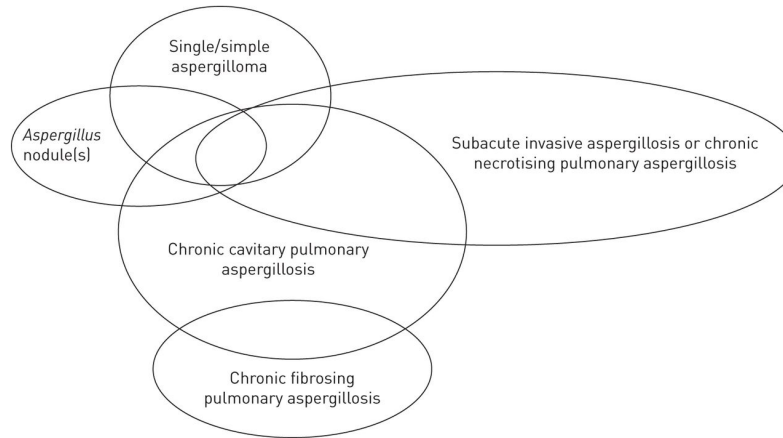 Single/simple
aspergilloma
Aspergillus
nodule(s)
Subacute invasive aspergillosis or chronic
necrotising pulmonary aspergillosis
Chronic cavitary pulmonary
aspergillosis
Chronic fibrosing
pulmonary aspergillosis